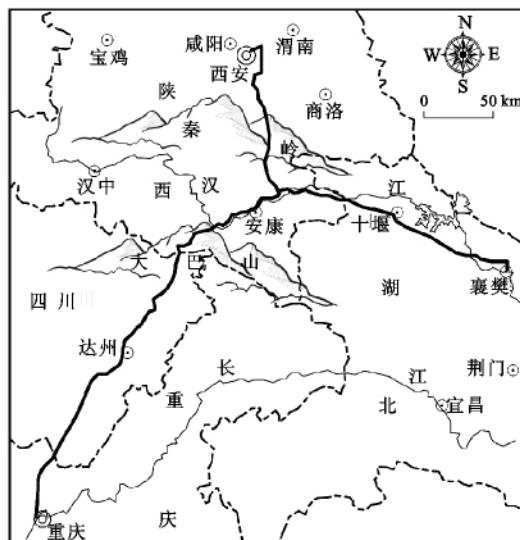 N
咸阳
渭南
宝鸡
W
E
西安
S
陕
0
50 km
商洛
秦
岭
汉中
西
汉
江
安康
十堰
大
巴
山
襄樊
四川
湖
达州
长
江
荆门
重
北
宜昌
重庆
庆